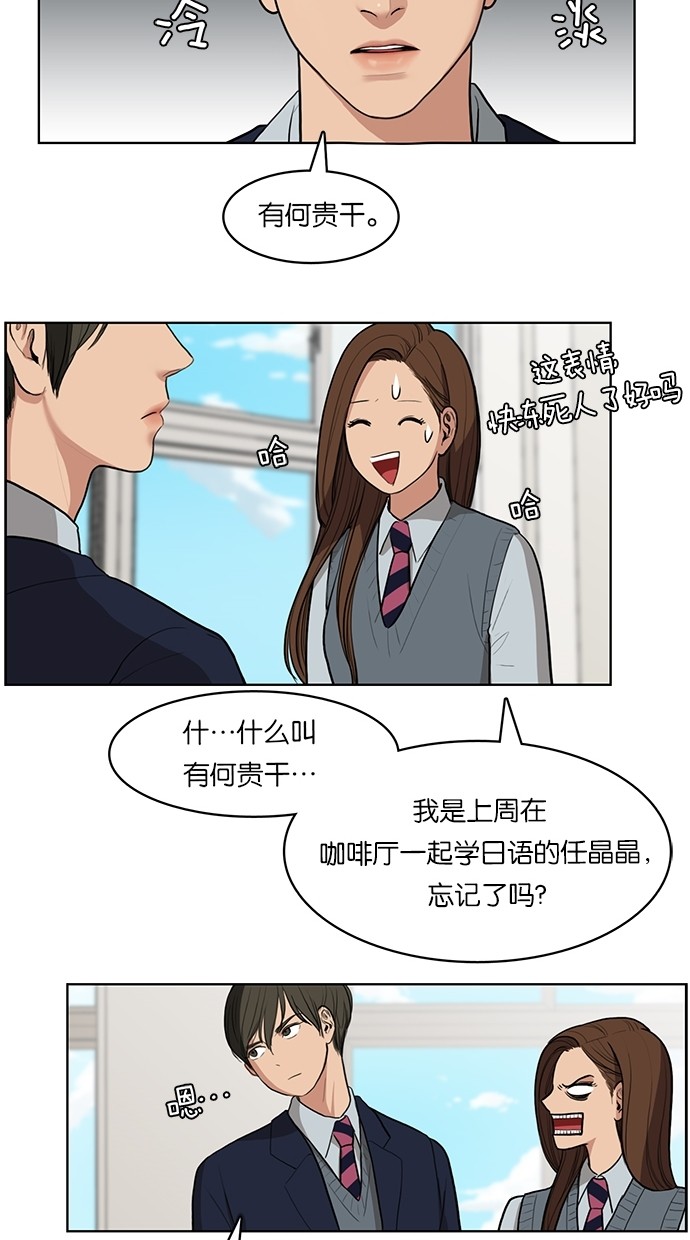 冷
淡
有何贵干。
这表情
快冻死人了好吗
哈
哈
什…什么叫
有何贵干…
我是上周在
咖啡厅一起学日语的任晶晶，
忘记了吗?
嗯…